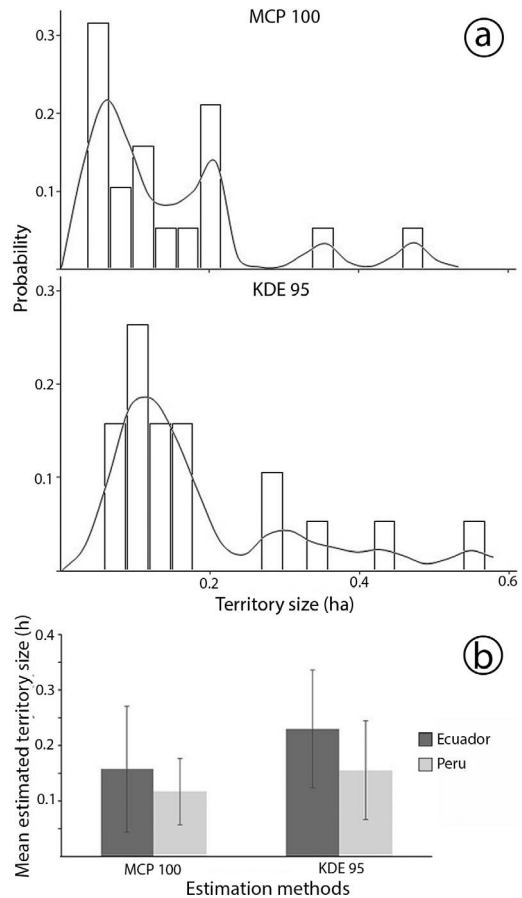 MCP 100
a
0.3
0.2
0.1
Probability
KDE 95
0.3
0.2
0.1
0.2
0.4
0.6
Territory size (ha)
b
Mean estimated territory size (h)
0.4
0.3
0.2
0.1
Ecuador
Peru
MCP 100
KDE 95
Estimation methods